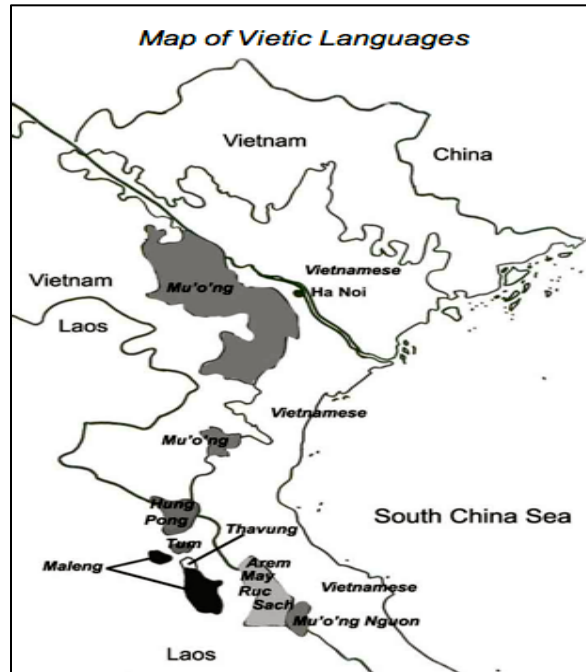 Map of Vietic Languages
Vietnam
China
Vietnamese
Ha Noi
Mu'o'ng
Vietnam
Laos
Vietnamese
Mu'o'ng
Hung
Pong
Thavung
South China Sea
Tum
Maleng
Arem
May
Ruc
Sach
Vietnamese
Mu'o'ng Nguon
Laos